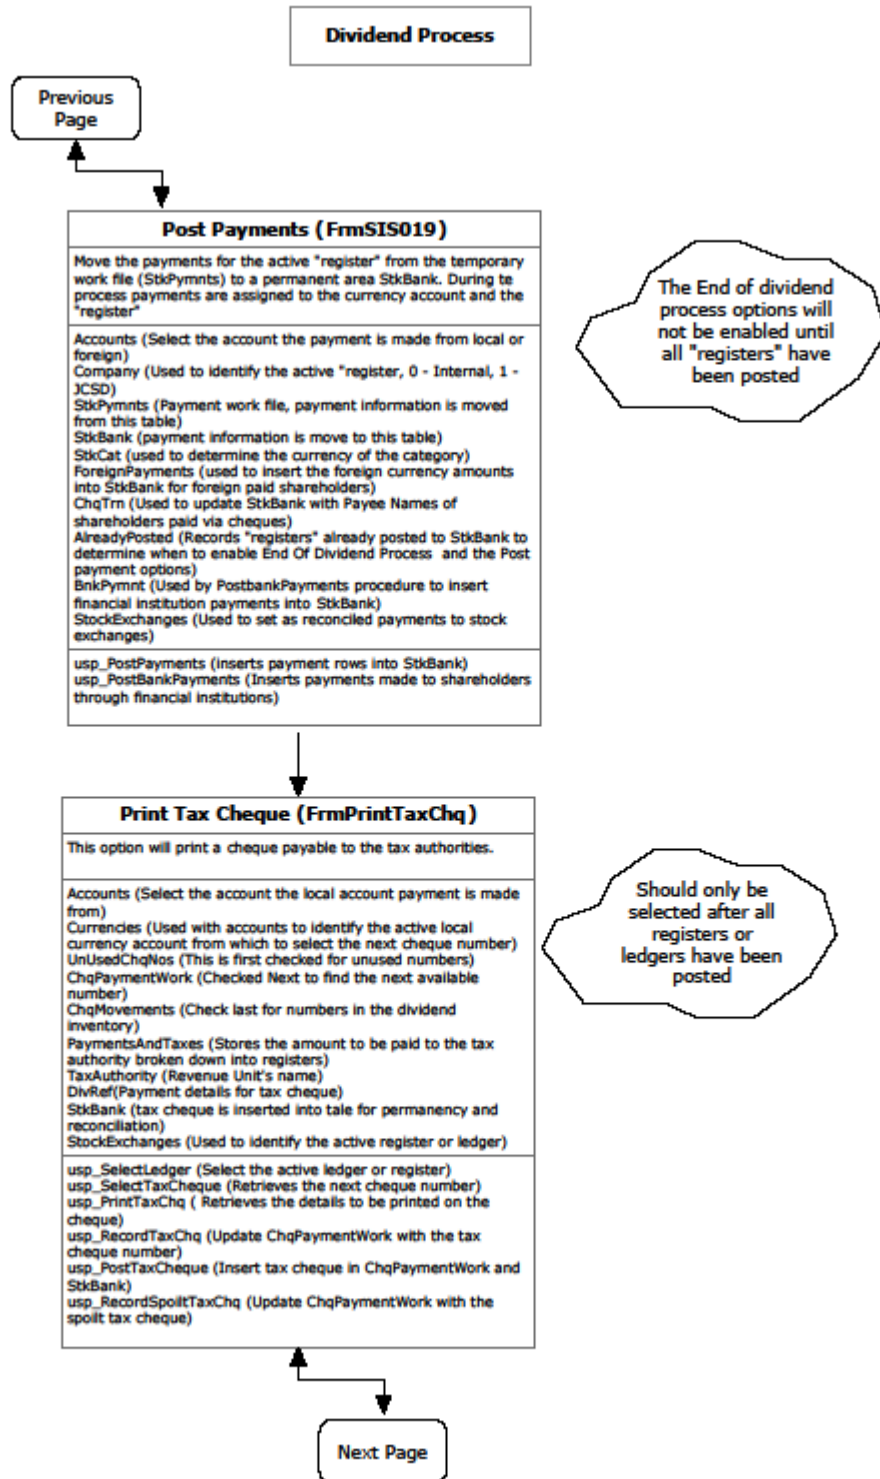 Dividend Process
Previous
Page
Post Payments (FrmSIS019)
Move the payments for the active "register" from the temporary
work file (StkPymnts) to a permanent area StkBank. During te
process payments are assigned to the currency account and the
"register"
Accounts (Select the account the payment is made from local or
foreign)
Company (Used to identify the active "register, 0 - Internal, 1 -
JCSD)
StkPymnts (Payment work file, payment information is moved
from this table)
StkBank (payment information is move to this table)
StkCat (used to determine the currency of the category)
ForeignPayments (used to insert the foreign currency amounts
into StkBank for foreign paid shareholders)
ChqTrn (Used to update StkBank with Payee Names of
shareholders paid via cheques)
AlreadyPosted (Records "registers" already posted to StkBank to
determine when to enable End Of Dividend Process  and the Post
payment options)
BnkPymnt (Used by PostbankPayments procedure to insert
financial institution payments into StkBank)
StockExchanges (Used to set as reconciled payments to stock
exchanges)
usp_PostPayments (inserts payment rows into StkBank)
usp_PostBankPayments (Inserts payments made to shareholders
through financial institutions)
The End of dividend
process options will
not be enabled until
all "registers" have
been posted
Print Tax Cheque (FrmPrintTaxChq)
This option will print a cheque payable to the tax authorities.
Accounts (Select the account the local account payment is made
from)
Currencies (Used with accounts to identify the active local
currency account from which to select the next cheque number)
UnUsedChqNos (This is first checked for unused numbers)
ChqPaymentWork (Checked Next to find the next available
number)
ChqMovements (Check last for numbers in the dividend
inventory)
PaymentsAndTaxes (Stores the amount to be paid to the tax
authority broken down into registers)
TaxAuthority (Revenue Unit's name)
DivRef(Payment details for tax cheque)
StkBank (tax cheque is inserted into tale for permanency and
reconciliation)
StockExchanges (Used to identify the active register or ledger)
usp_SelectLedger (Select the active ledger or register)
usp_SelectTaxCheque (Retrieves the next cheque number)
usp_PrintTaxChq ( Retrieves the details to be printed on the
cheque)
usp_RecordTaxChq (Update ChqPaymentWork with the tax
cheque number)
usp_PostTaxCheque (Insert tax cheque in ChqPaymentWork and
StkBank)
usp_RecordSpoiltTaxChq (Update ChqPaymentWork with the
spoilt tax cheque)
Should only be
selected after all
registers or
ledgers have been
posted
Next Page